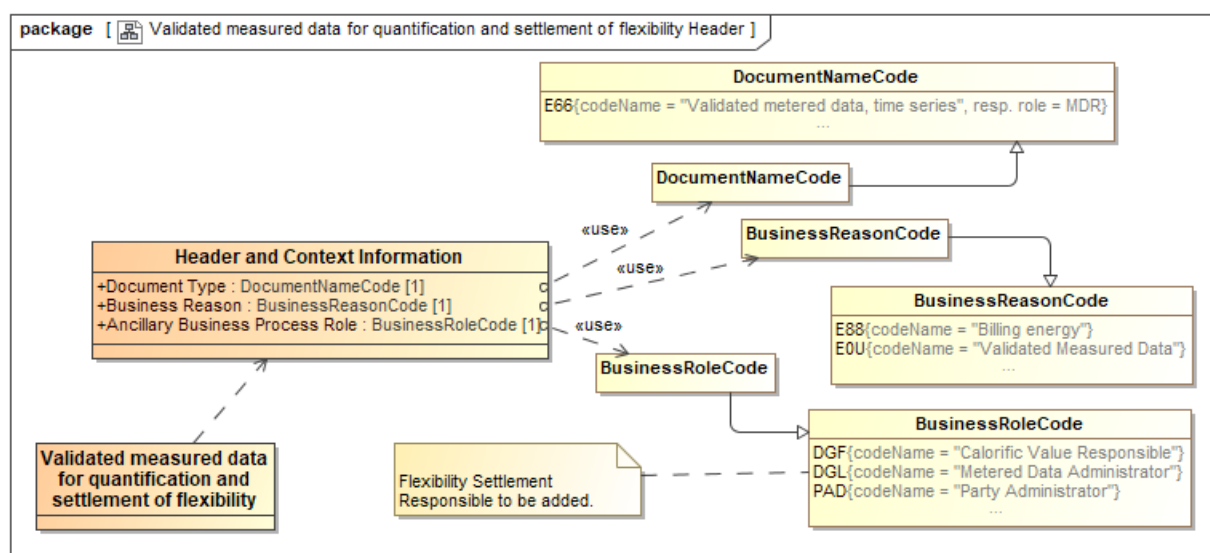 package [ Validated measured data for quantification and settlement of flexibility Header ]
DocumentNameCode
E66{codeName = "Validated metered data, time series", resp. role = MDR}
...
DocumentNameCode
«use»
BusinessReasonCode
«use»
Header and Context Information
+Document Type : DocumentNameCode [1]
+Business Reason : BusinessReasonCode [1]
+Ancillary Business Process Role : BusinessRoleCode [1]
c
c
c
BusinessReasonCode
E88{codeName = "Billing energy"}
E0U{codeName = "Validated Measured Data"}
...
«use»
BusinessRoleCode
BusinessRoleCode
DGF{codeName = "Calorific Value Responsible"}
DGL{codeName = "Metered Data Administrator"}
PAD{codeName = "Party Administrator"}
...
Validated measured data
for quantification and
settlement of flexibility
Flexibility Settlement
Responsible to be added.